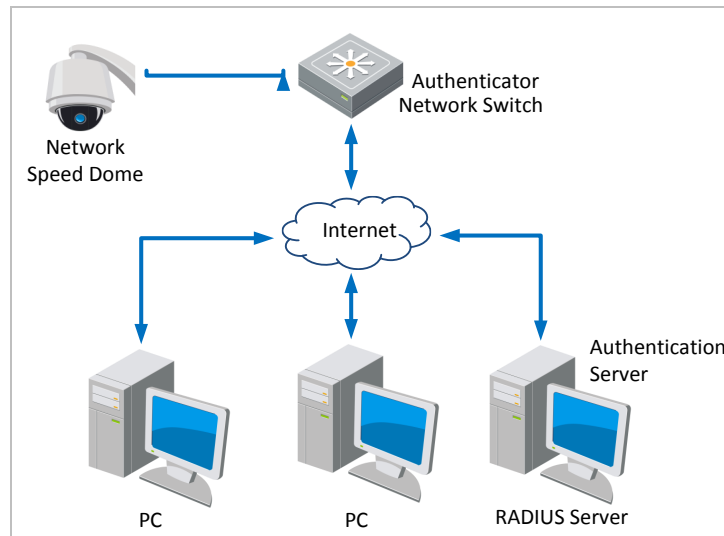 Authenticator
Network Switch
Network
Speed Dome
Internet
Authentication
Server
PC
PC
RADIUS Server